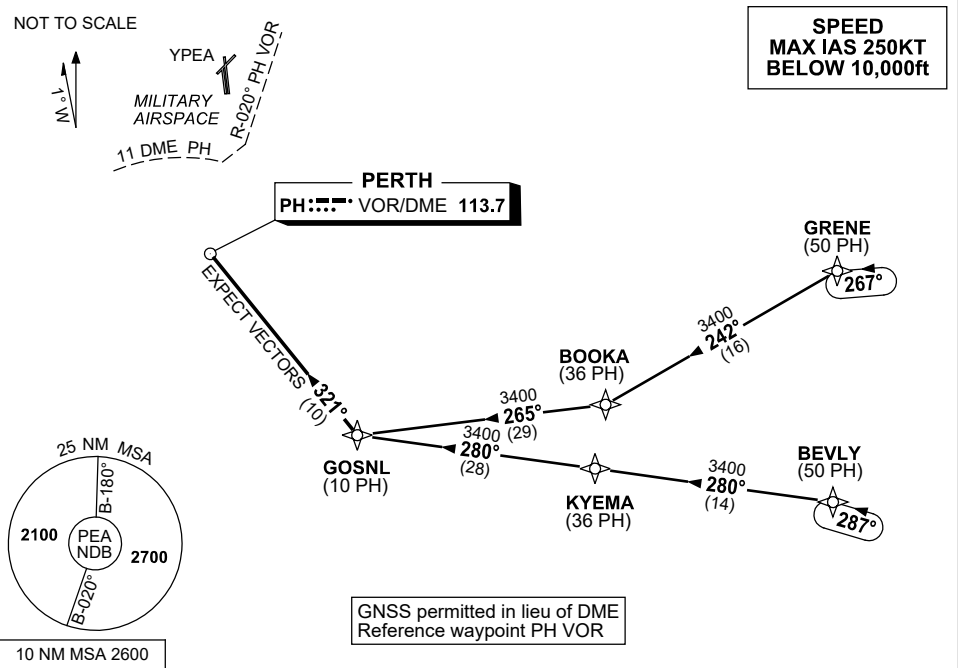 NOT TO SCALE
1° W
YPEA
MILITARY
AIRSPACE
R-020° PH VOR
11 DME PH
SPEED
MAX IAS 250KT
BELOW 10,000ft
PERTH
PH VOR/DME 113.7
GRENE
(50 PH)
267°
3400
242°
(16)
BOOKA
(36 PH)
3400
265°
(29)
EXPECT VECTORS
321°
(10)
GOSNL
(10 PH)
3400
280°
(28)
KYEMA
(36 PH)
3400
280°
(14)
BEVLY
(50 PH)
287°
25 NM MSA
B-180°
2100
PEA
NDB
2700
B-020°
10 NM MSA 2600
GNSS permitted in lieu of DME
Reference waypoint PH VOR